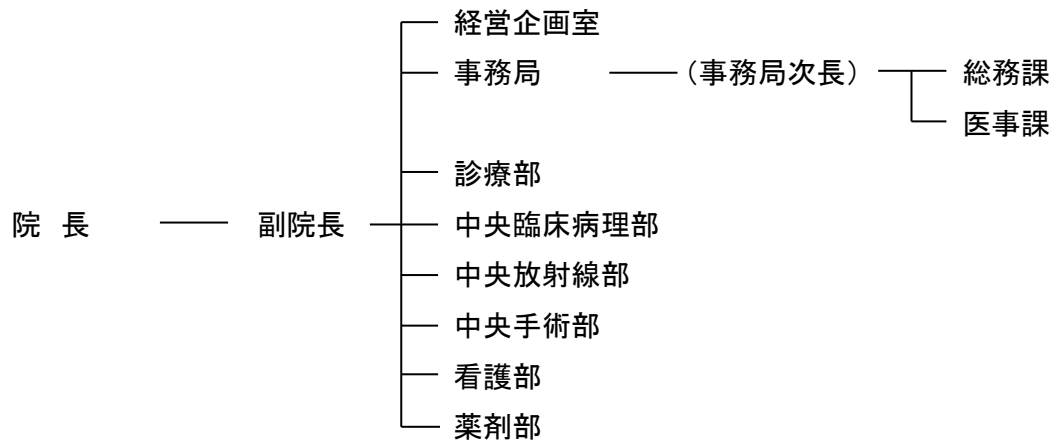 経営企画室
事務局 (事務局次長) 総務課
医事課
診療部
院 長 副院長 中央臨床病理部
中央放射線部
中央手術部
看護部
薬剤部